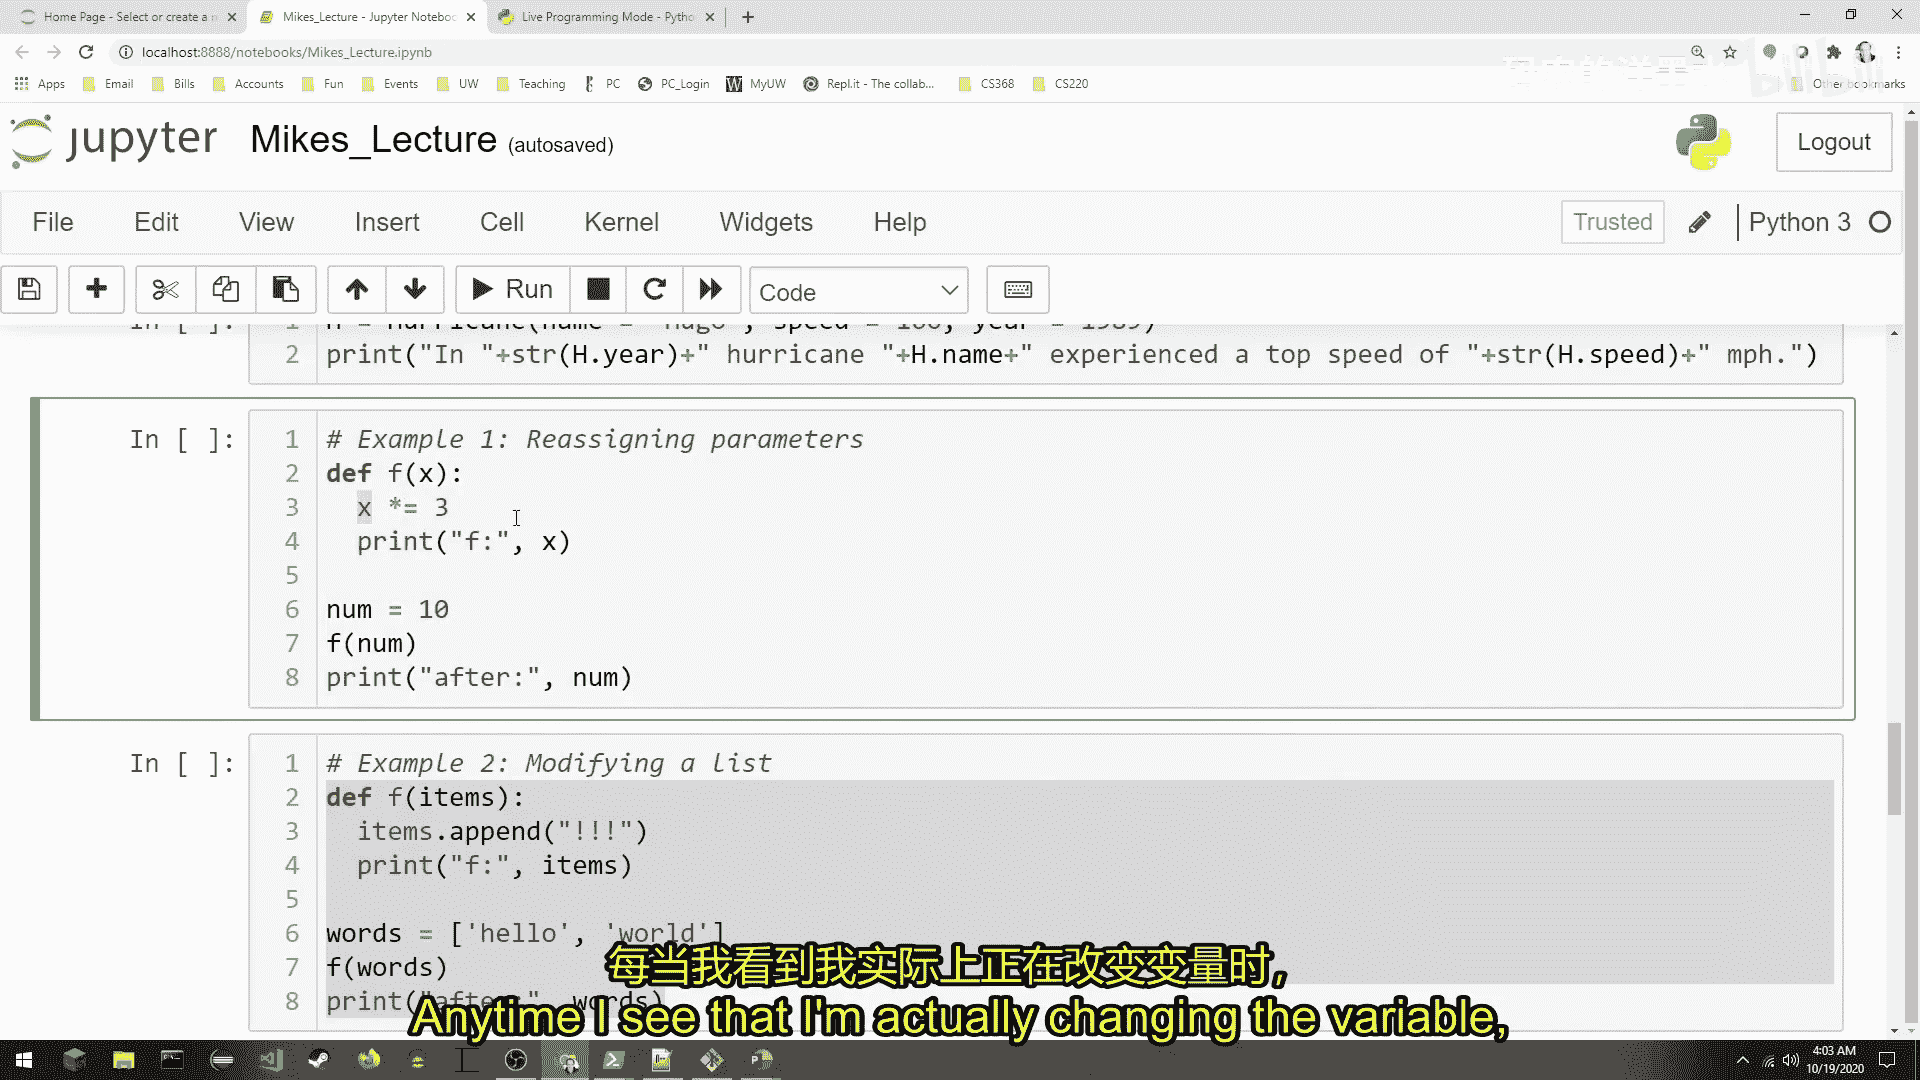 Home Page - Select or create a n
Mikes_Lecture - Jupyter Noteboo
Live Programming Mode - Pytho
localhost:8888/notebooks/Mikes_Lecture.ipynb
Apps Email Bills Accounts Fun Events UW Teaching PC PC_Login MyUW Repl.it - The collab... CS368 CS220 Other bookmarks
jupyter Mikes_Lecture (autosaved) Logout
File Edit View Insert Cell Kernel Widgets Help Trusted Python 3
Run Code
2 print("In "+str(H.year)+" hurricane "+H.name+" experienced a top speed of "+str(H.speed)+" mph.")
In [ ]: 1 # Example 1: Reassigning parameters
2 def f(x):
3 x *= 3
4 print("f:", x)
5
6 num = 10
7 f(num)
8 print("after:", num)
In [ ]: 1 # Example 2: Modifying a list
2 def f(items):
3 items.append("!!!")
4 print("f:", items)
5
6 words = ['hello', 'world']
7 f(words)
8 print("after:", words)
每当我看到我实际上正在改变变量时,
Anytime I see that I'm actually changing the variable,
4:03 AM
10/19/2020